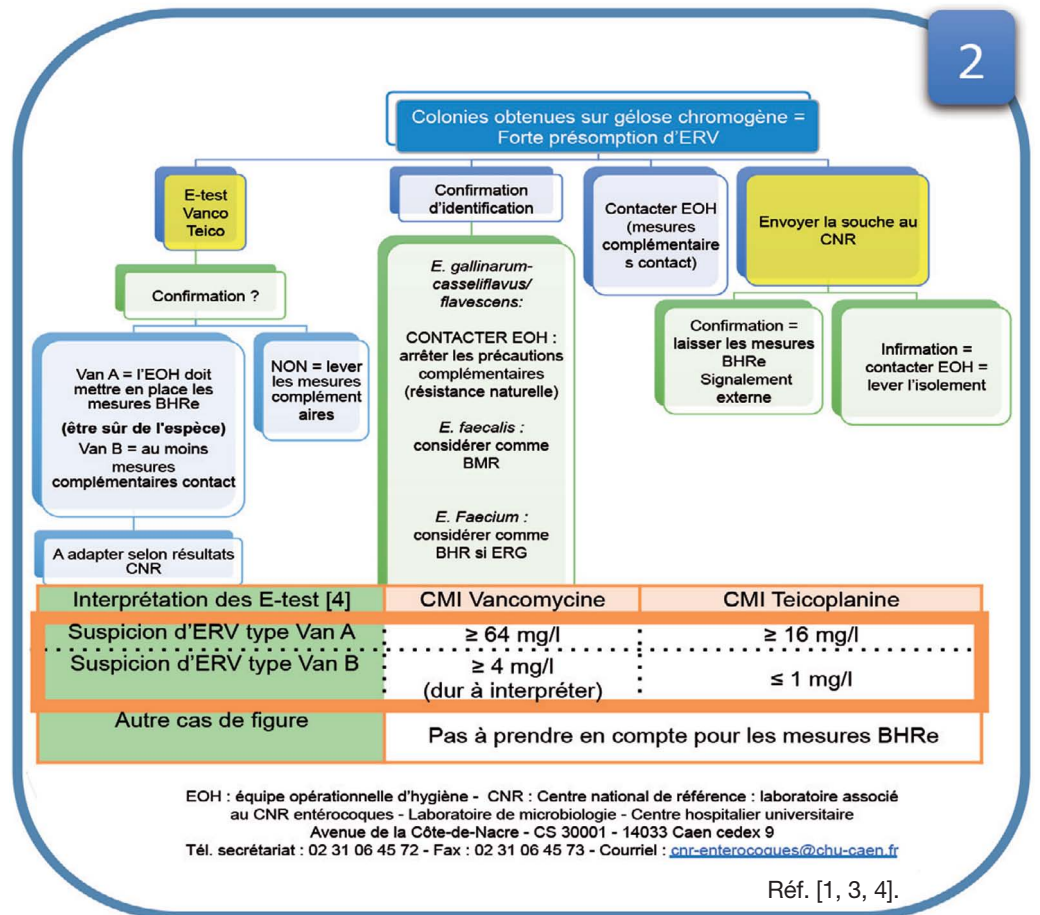 2
Colonies obtenues sur gélose chromogène =
Forte présomption d'ERV
E-test
Vanco
Teico
Confirmation ?
Van A = l'EOH doit
mettre en place les
mesures BHRe
(être sûr de l'espèce)
Van B = au moins
mesures
complémentaires contact
NON = lever
les mesures
complément
aires
A adapter selon résultats
CNR
Confirmation
d'identification
E. gallinarum-
casseliflavus/
flavescens:
CONTACTER EOH :
arrêter les précautions
complémentaires
(résistance naturelle)
E. faecalis :
considérer comme
BMR
E. Faecium :
considérer comme
BHR si ERG
Contacter EOH
(mesures
complémentaire
s contact)
Envoyer la souche au
CNR
Confirmation =
laisser les mesures
BHRe
Signalement
externe
Infirmation =
contacter EOH =
lever l'isolement
Interprétation des E-test [4]
CMI Vancomycine
CMI Teicoplanine
Suspicion d'ERV type Van A
≥ 64 mg/l
≥ 16 mg/l
Suspicion d'ERV type Van B
≥ 4 mg/l
(dur à interpréter)
≤ 1 mg/l
Autre cas de figure
Pas à prendre en compte pour les mesures BHRe
EOH : équipe opérationnelle d'hygiène - CNR : Centre national de référence : laboratoire associé
au CNR entérocoques - Laboratoire de microbiologie - Centre hospitalier universitaire
Avenue de la Côte-de-Nacre - CS 30001 - 14033 Caen cedex 9
Tél. secrétariat : 02 31 06 45 72 - Fax : 02 31 06 45 73 - Courriel : cnr-enterocoques@chu-caen.fr
Réf. [1, 3, 4].